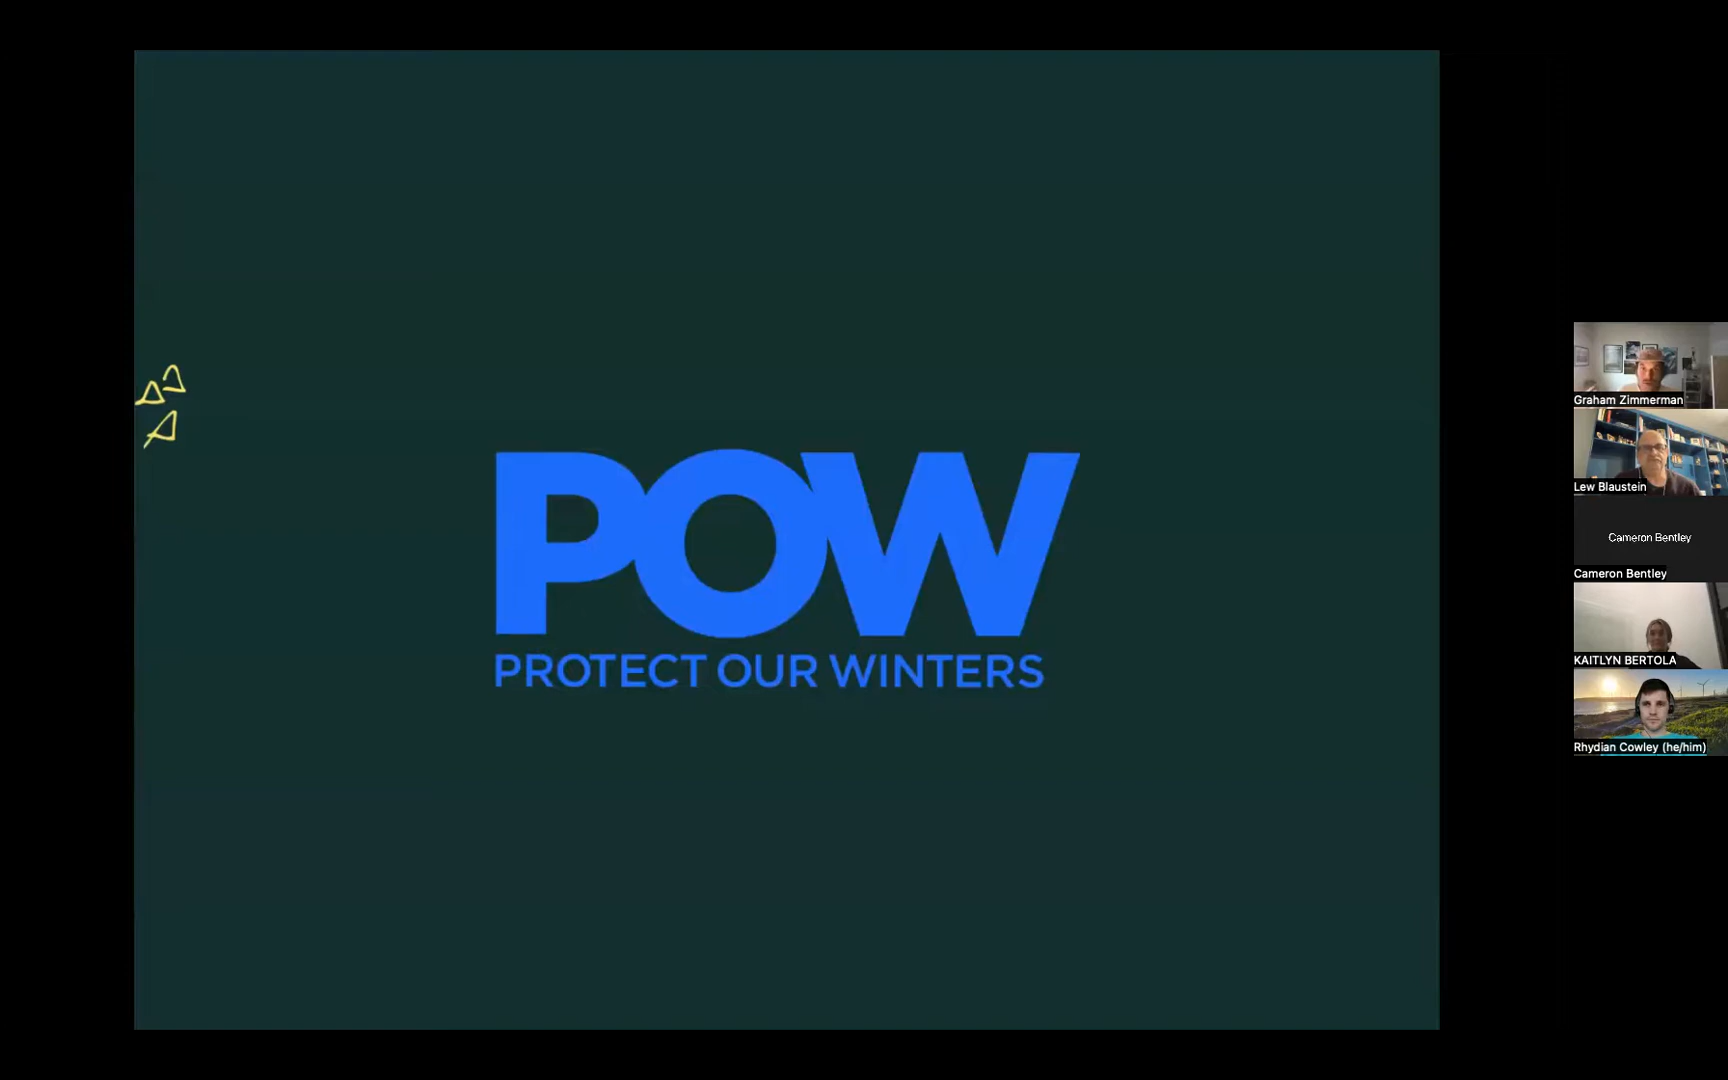 POW
PROTECT OUR WINTERS
Graham Zimmerman
Lew Blaustein
Cameron Bentley
Cameron Bentley
KAITLYN BERTOLA
Rhydian Cowley (he/him)